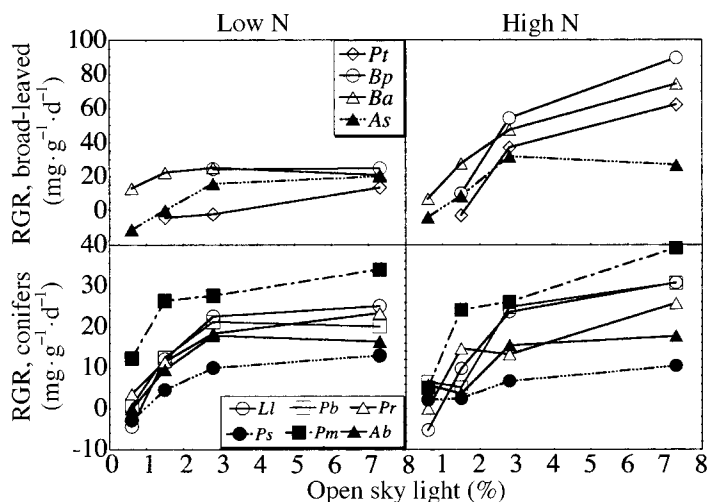 Low N
High N
RGR, broad-leaved
(mg·g⁻¹·d⁻¹)
100
80
60
40
20
0
40
Pt
Bp
Ba
As
RGR, conifers
(mg·g⁻¹·d⁻¹)
30
20
10
0
-10
Ll
Pb
Pr
Ps
Pm
Ab
0 1 2 3 4 5 6 7 8
1 2 3 4 5 6 7 8
Open sky light (%)